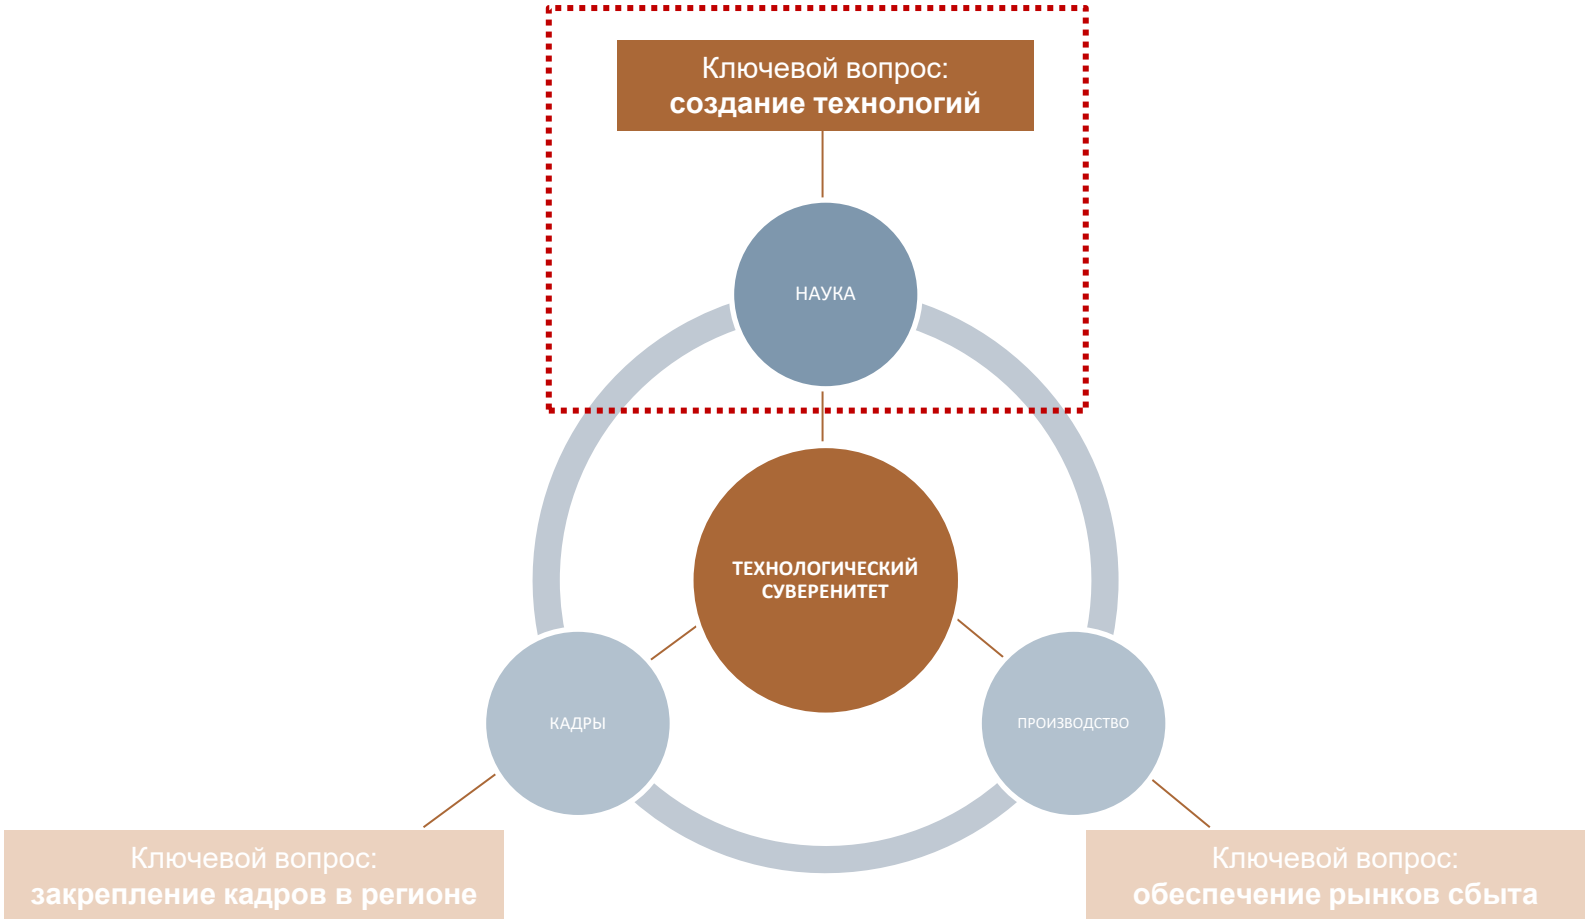 Ключевой вопрос:
создание технологий
НАУКА
ТЕХНОЛОГИЧЕСКИЙ
СУВЕРЕНИТЕТ
КАДРЫ
ПРОИЗВОДСТВО
Ключевой вопрос:
закрепление кадров в регионе
Ключевой вопрос:
обеспечение рынков сбыта